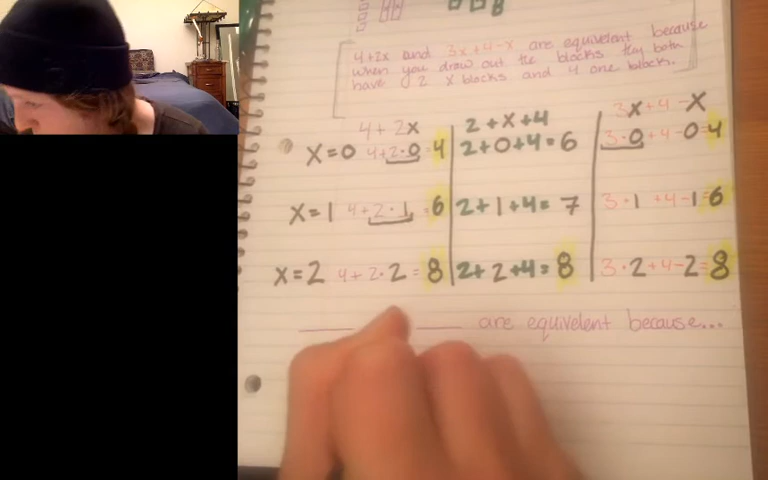 4+2x and 3x+4-x are equivelent because
when you draw out the blocks they both
have 2 x blocks and 4 one blocks.
4+2x 2+x+4 3x+4-x
x=0 4+2·0=4 2+0+4=6 3·0+4-0=4
x=1 4+2·1=6 2+1+4=7 3·1+4-1=6
x=2 4+2·2=8 2+2+4=8 3·2+4-2=8
are equivelent because...